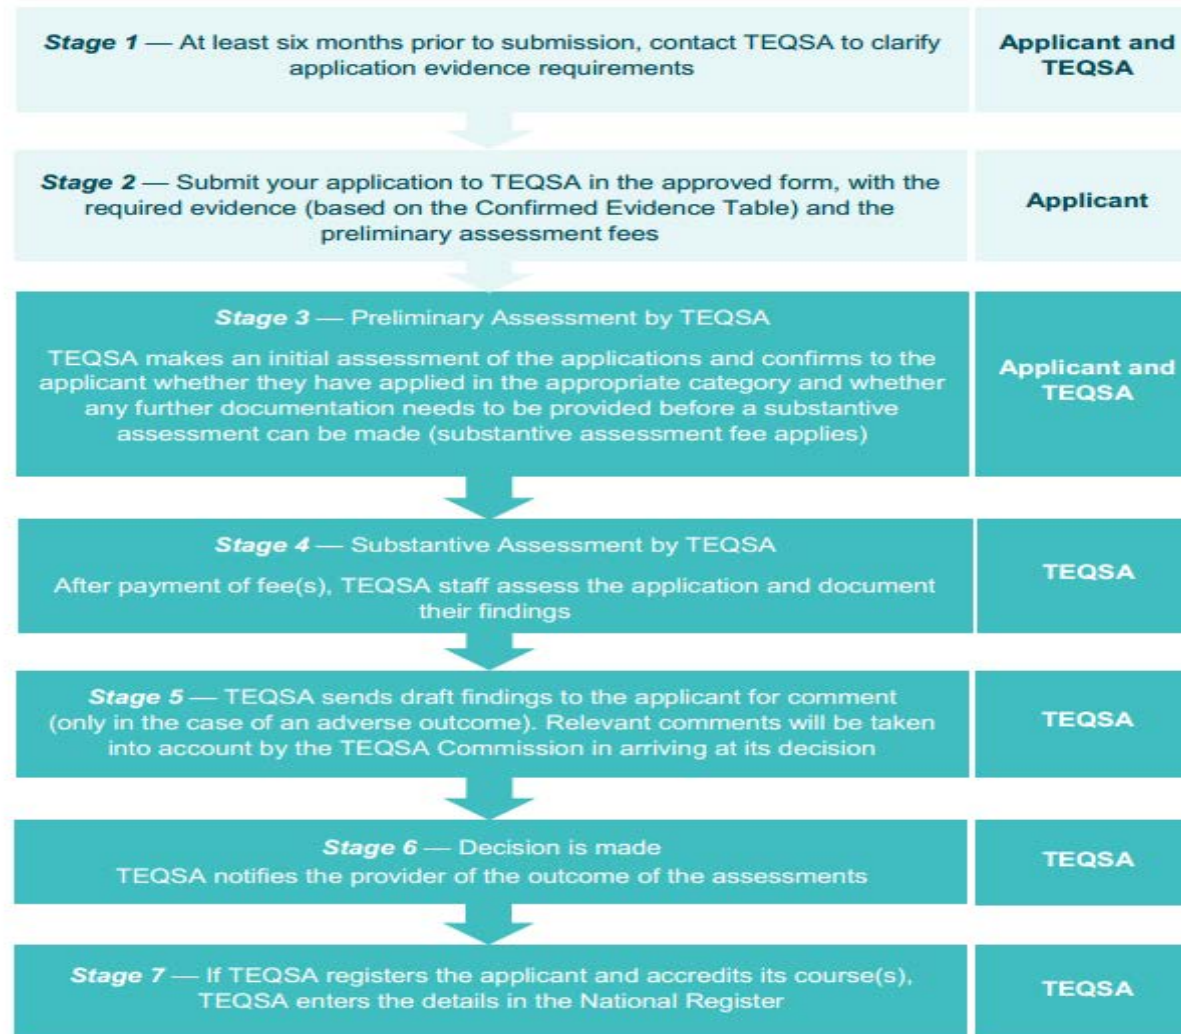 Stage 1 — At least six months prior to submission, contact TEQSA to clarify
application evidence requirements
Applicant and
TEQSA
Stage 2 — Submit your application to TEQSA in the approved form, with the
required evidence (based on the Confirmed Evidence Table) and the
preliminary assessment fees
Applicant
Stage 3 — Preliminary Assessment by TEQSA
TEQSA makes an initial assessment of the applications and confirms to the
applicant whether they have applied in the appropriate category and whether
any further documentation needs to be provided before a substantive
assessment can be made (substantive assessment fee applies)
Applicant and
TEQSA
Stage 4 — Substantive Assessment by TEQSA
After payment of fee(s), TEQSA staff assess the application and document
their findings
TEQSA
Stage 5 — TEQSA sends draft findings to the applicant for comment
(only in the case of an adverse outcome). Relevant comments will be taken
into account by the TEQSA Commission in arriving at its decision
TEQSA
Stage 6 — Decision is made
TEQSA notifies the provider of the outcome of the assessments
TEQSA
Stage 7 — If TEQSA registers the applicant and accredits its course(s),
TEQSA enters the details in the National Register
TEQSA